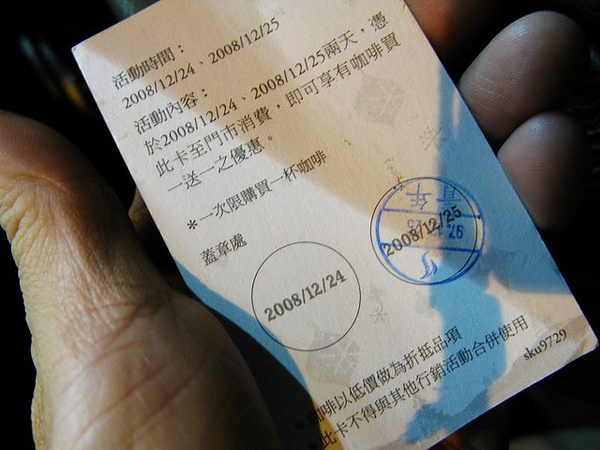 活動時間：
2008/12/24、2008/12/25
活動內容：
於2008/12/24、2008/12/25兩天，憑
此卡至門市消費，即可享有咖啡買
一送一之優惠。
*一次限購買一杯咖啡
蓋章處
2008/12/24
2008/12/25
青年
97.
25
*咖啡以低價做為折抵品項
*此卡不得與其他行銷活動合併使用
sku9729